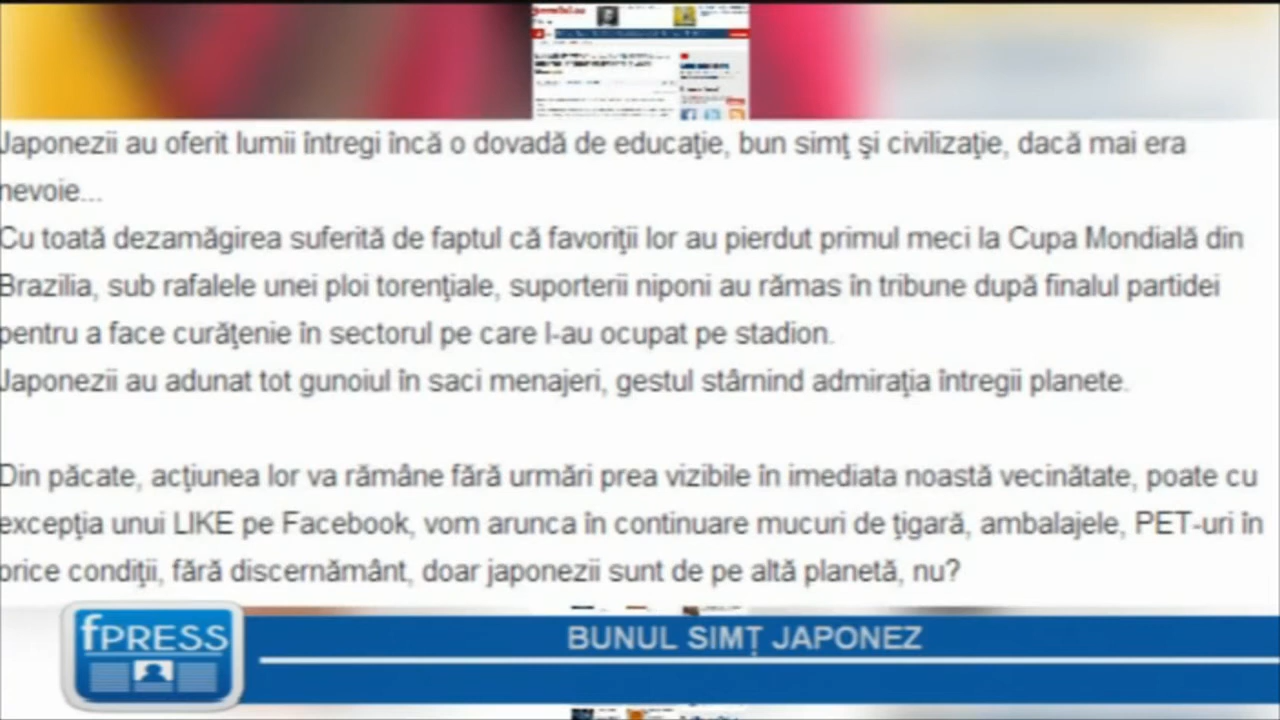 Japonezii au oferit lumii întregi încă o dovadă de educaţie, bun simţ şi civilizaţie, dacă mai era
nevoie...
Cu toată dezamăgirea suferită de faptul că favoriţii lor au pierdut primul meci la Cupa Mondială din
Brazilia, sub rafalele unei ploi torenţiale, suporterii niponi au rămas în tribune după finalul partidei
pentru a face curăţenie în sectorul pe care l-au ocupat pe stadion.
Japonezii au adunat tot gunoiul în saci menajeri, gestul stârnind admiraţia întregii planete.
Din păcate, acţiunea lor va rămâne fără urmări prea vizibile în imediata noastă vecinătate, poate cu
excepţia unui LIKE pe Facebook, vom arunca în continuare mucuri de ţigară, ambalajele, PET-uri în
orice condiţii, fără discernământ, doar japonezii sunt de pe altă planetă, nu?
fPRESS
BUNUL SIMȚ JAPONEZ